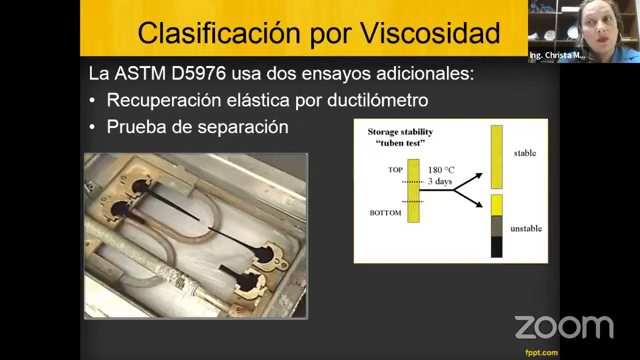 Clasificación por Viscosidad
Ing. Christa M...
La ASTM D5976 usa dos ensayos adicionales:
• Recuperación elástica por ductilómetro
• Prueba de separación
Storage stability
"tuben test"
TOP
180 °C
3 days
BOTTOM
stable
unstable
zoom
fppt.com